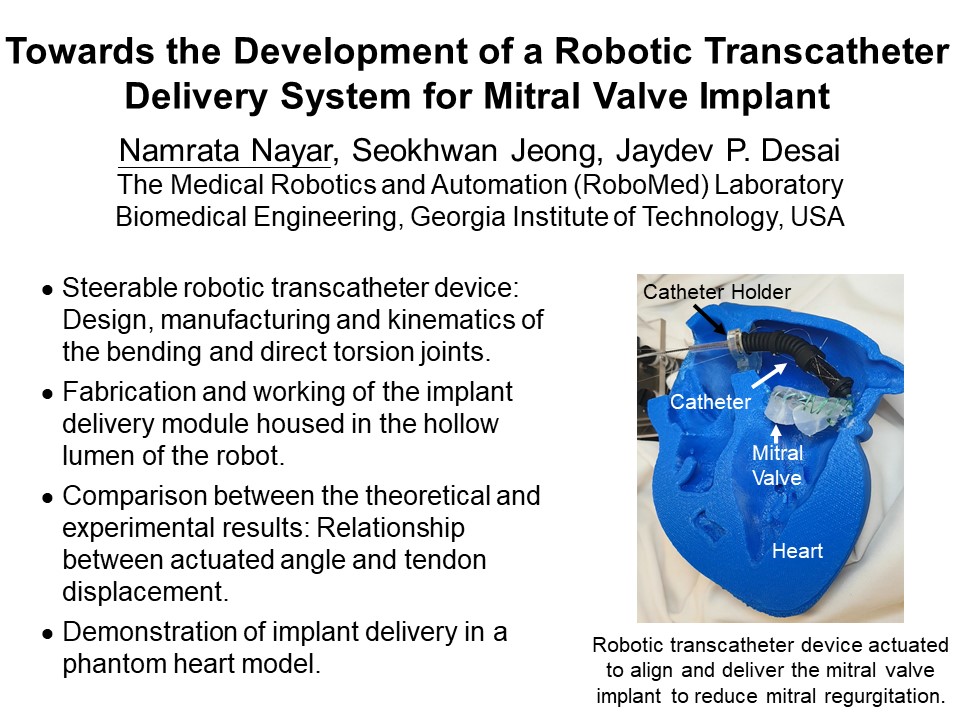 Towards the Development of a Robotic Transcatheter
Delivery System for Mitral Valve Implant
Namrata Nayar, Seokhwan Jeong, Jaydev P. Desai
The Medical Robotics and Automation (RoboMed) Laboratory
Biomedical Engineering, Georgia Institute of Technology, USA
• Steerable robotic transcatheter device:
Design, manufacturing and kinematics of
the bending and direct torsion joints.
• Fabrication and working of the implant
delivery module housed in the hollow
lumen of the robot.
• Comparison between the theoretical and
experimental results: Relationship
between actuated angle and tendon
displacement.
• Demonstration of implant delivery in a
phantom heart model.
Catheter Holder
Catheter
Mitral
Valve
Heart
Robotic transcatheter device actuated
to align and deliver the mitral valve
implant to reduce mitral regurgitation.